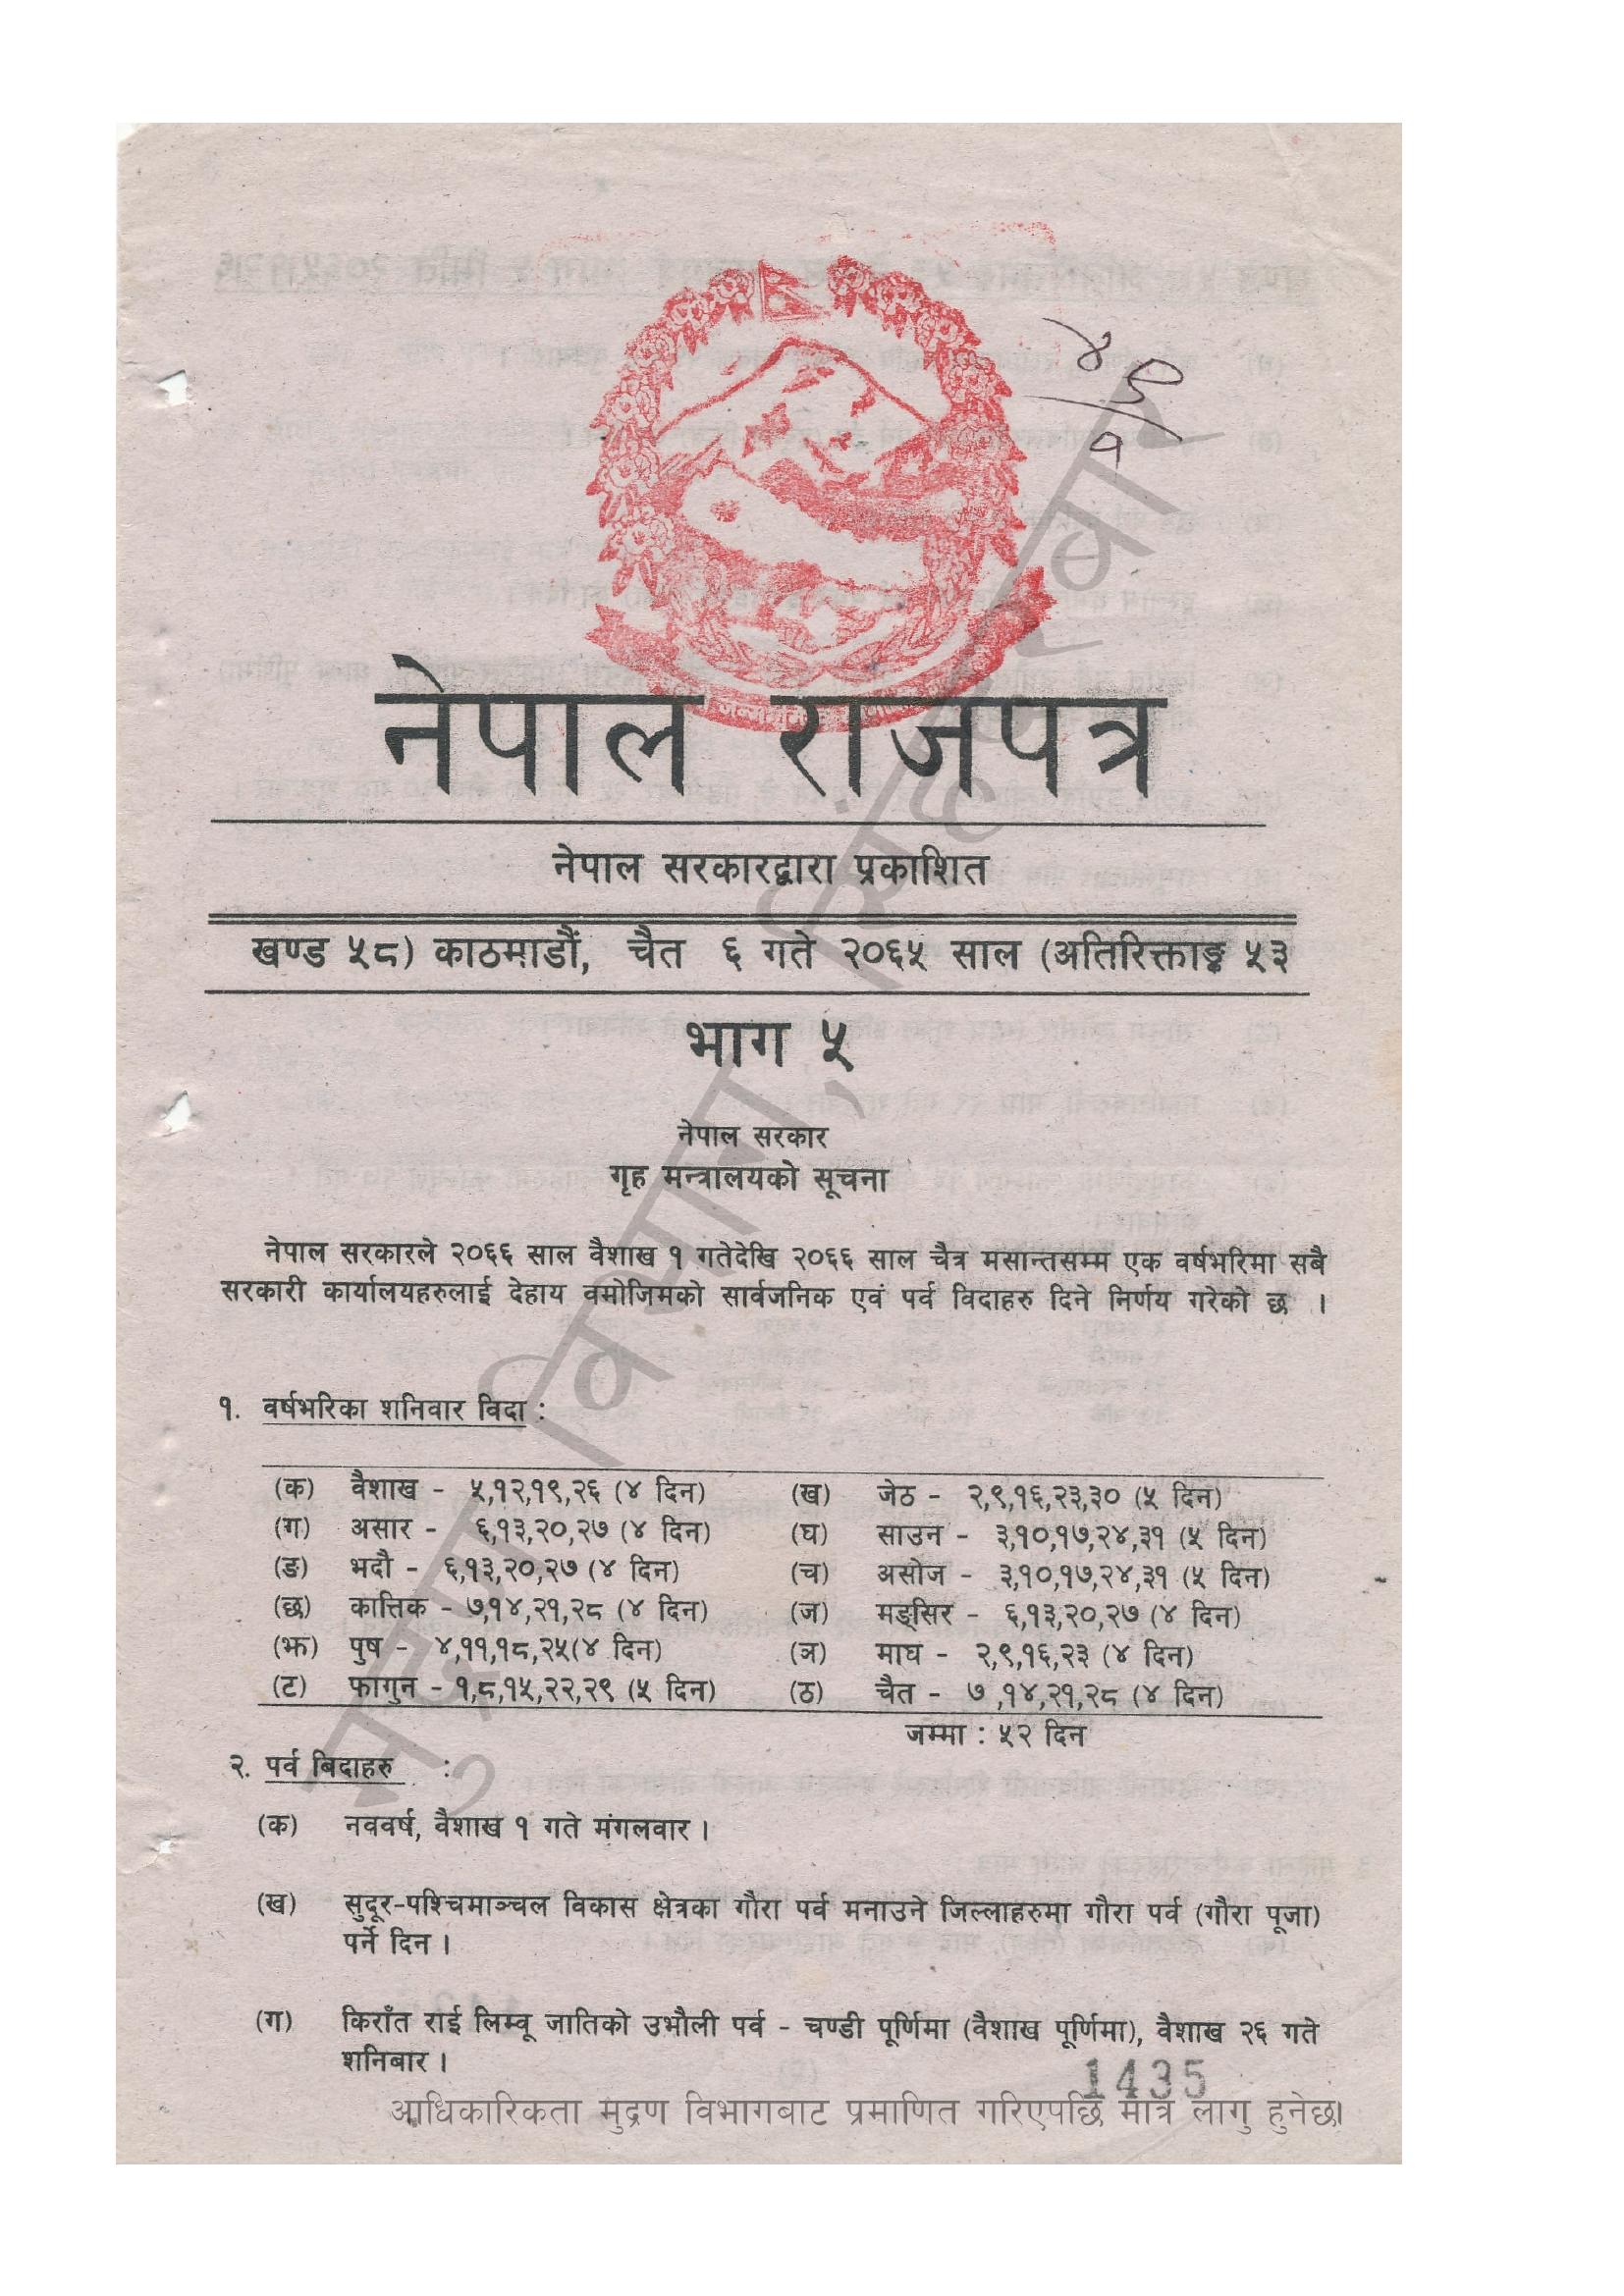 ४९/१
नेपाल राजपत्र
नेपाल सरकारद्वारा प्रकाशित
खण्ड ५८) काठमाडौं, चैत ६ गते २०६५ साल (अतिरिक्ताङ्क ५३
भाग ५
नेपाल सरकार
गृह मन्त्रालयको सूचना
नेपाल सरकारले २०६६ साल वैशाख १ गतेदेखि २०६६ साल चैत्र मसान्तसम्म एक वर्षभरिमा सबै
सरकारी कार्यालयहरुलाई देहाय वमोजिमको सार्वजनिक एवं पर्व विदाहरु दिने निर्णय गरेको छ ।
१. वर्षभरिका शनिवार विदा :
(क) वैशाख - ५,१२,१९,२६ (४ दिन) (ख) जेठ - २,९,१६,२३,३० (५ दिन)
(ग) असार - ६,१३,२०,२७ (४ दिन) (घ) साउन - ३,१०,१७,२४,३१ (५ दिन)
(ङ) भदौ - ६,१३,२०,२७ (४ दिन) (च) असोज - ३,१०,१७,२४,३१ (५ दिन)
(छ) कात्तिक - ७,१४,२१,२८ (४ दिन) (ज) मङ्सिर - ६,१३,२०,२७ (४ दिन)
(झ) पुष - ४,११,१८,२५(४ दिन) (ञ) माघ - २,९,१६,२३ (४ दिन)
(ट) फागुन - १,८,१५,२२,२९ (५ दिन) (ठ) चैत - ७ ,१४,२१,२८ (४ दिन)
जम्मा : ५२ दिन
२. पर्व बिदाहरु :
(क) नववर्ष, वैशाख १ गते मंगलवार ।
(ख) सुदूर-पश्चिमाञ्चल विकास क्षेत्रका गौरा पर्व मनाउने जिल्लाहरुमा गौरा पर्व (गौरा पूजा)
पर्ने दिन ।
(ग) किराँत राई लिम्वू जातिको उभौली पर्व - चण्डी पूर्णिमा (वैशाख पूर्णिमा), वैशाख २६ गते
शनिबार ।
1435
आधिकारिकता मुद्रण विभागबाट प्रमाणित गरिएपछि मात्र लागु हुनेछ।
मुद्रण विभाग, सिंहदरवार